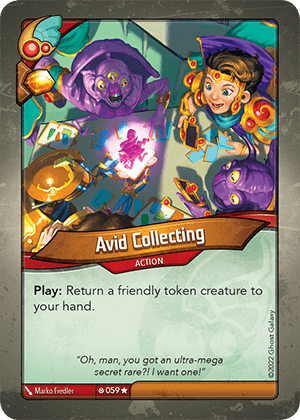 Avid Collecting
ACTION
Play: Return a friendly token creature to
your hand.
"Oh, man, you got an ultra-mega
secret rare?! I want one!"
©2022 Ghost Galaxy
Marko Fiedler
059★